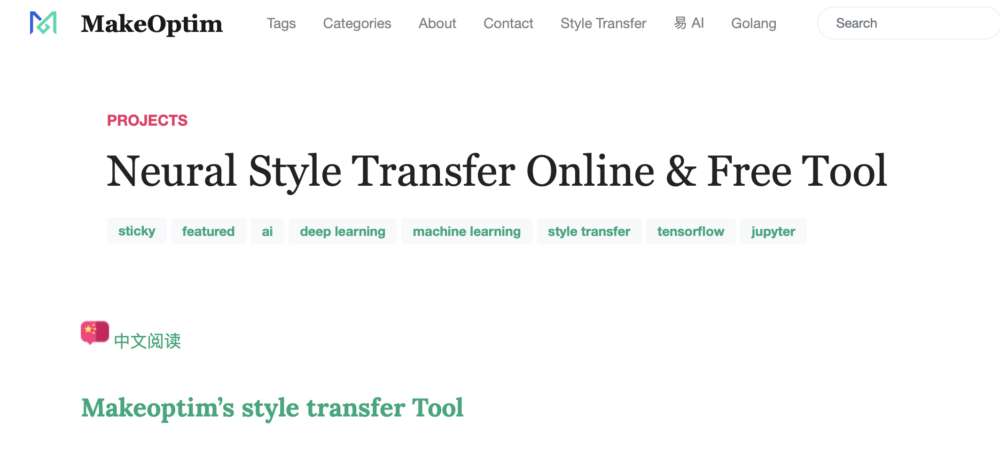 MakeOptim Tags Categories About Contact Style Transfer 易 AI Golang Search
PROJECTS
Neural Style Transfer Online & Free Tool
sticky featured ai deep learning machine learning style transfer tensorflow jupyter
中文阅读
Makeoptim’s style transfer Tool